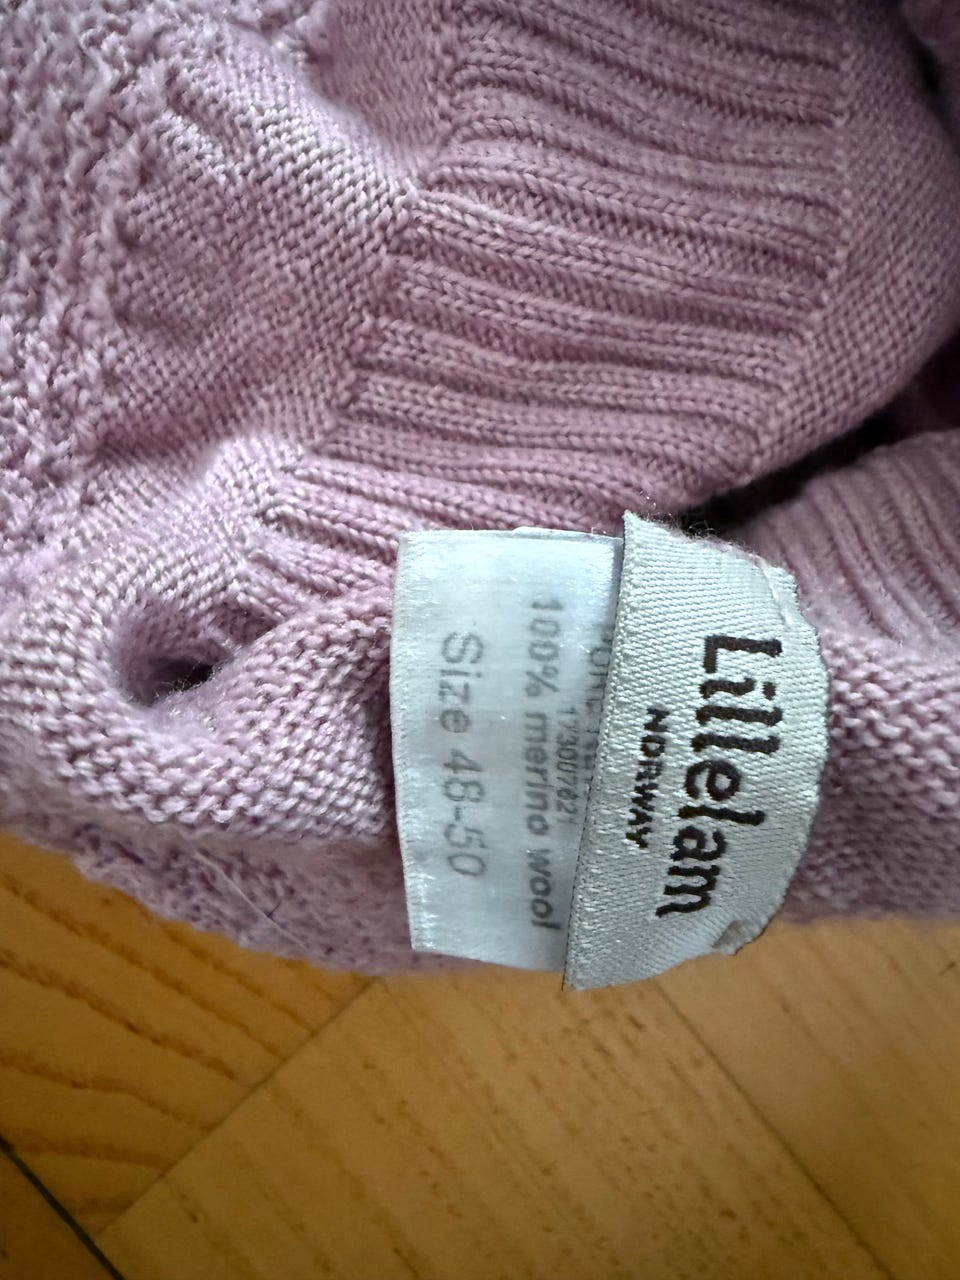 Lillelam
NORWAY
100% merino wool
Size 48-50